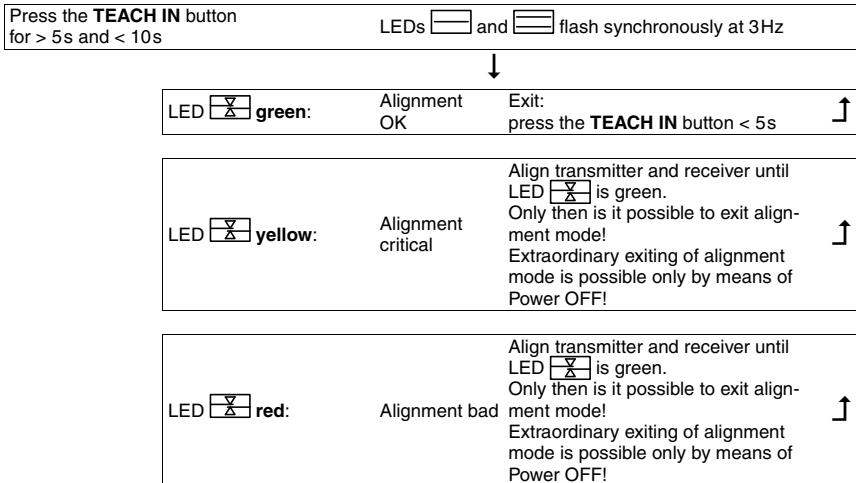 Press the TEACH IN button
for > 5s and < 10s
LEDs and flash synchronously at 3Hz
LED green:
Alignment
OK
Exit:
press the TEACH IN button < 5s
LED yellow:
Alignment
critical
Align transmitter and receiver until
LED is green.
Only then is it possible to exit align-
ment mode!
Extraordinary exiting of alignment
mode is possible only by means of
Power OFF!
LED red:
Alignment bad
Align transmitter and receiver until
LED is green.
Only then is it possible to exit align-
ment mode!
Extraordinary exiting of alignment
mode is possible only by means of
Power OFF!